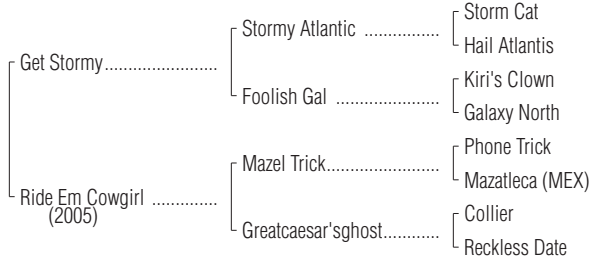 Storm Cat
Stormy Atlantic ................
Hail Atlantis
Get Stormy........................
Kiri's Clown
Foolish Gal ......................
Galaxy North
Phone Trick
Mazel Trick........................
Mazatleca (MEX)
Ride Em Cowgirl ..............
(2005)
Collier
Greatcaesar'sghost............
Reckless Date